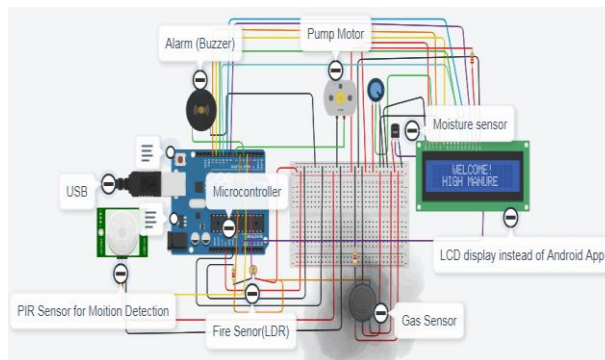 Alarm (Buzzer)
Pump Motor
Moisture sensor
USB
Microcontroller
WELCOME!
HIGH MANURE
LCD display instead of Android App
PIR Sensor for Moition Detection
Fire Senor(LDR)
Gas Sensor